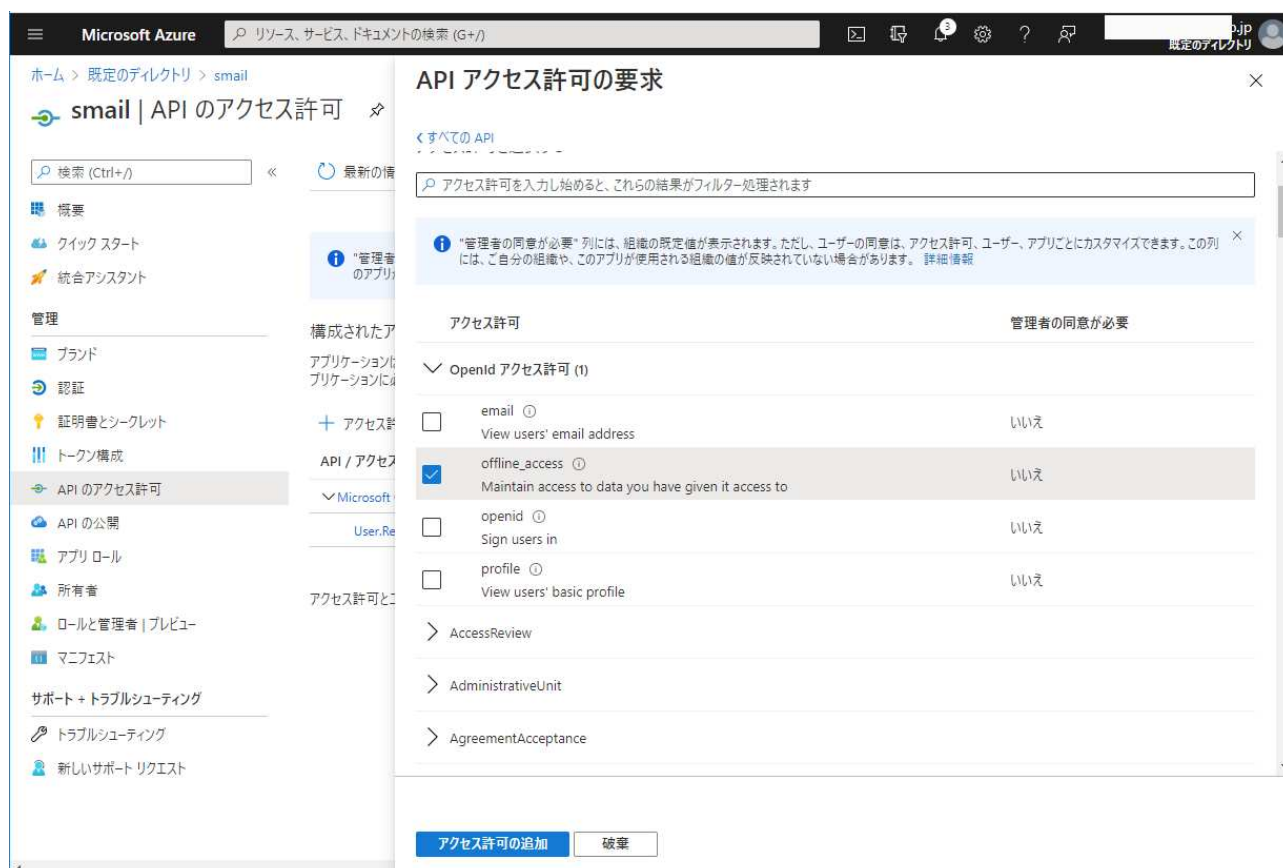 Microsoft Azure
リソース、サービス、ドキュメントの検索 (G+/)
3
?
o.jp
既定のディレクトリ
ホーム > 既定のディレクトリ > smail
smail | API のアクセス許可
検索 (Ctrl+/)
«
概要
クイック スタート
統合アシスタント
管理
ブランド
認証
証明書とシークレット
トークン構成
API のアクセス許可
API の公開
アプリ ロール
所有者
ロールと管理者 | プレビュー
マニフェスト
サポート + トラブルシューティング
トラブルシューティング
新しいサポート リクエスト
最新の情
"管理者
のアプリ
構成されたア
アプリケーションに
プリケーションに必
アクセス許
API / アクセス
Microsoft
User.Re
アクセス許可とユ
API アクセス許可の要求
すべての API
アクセス許可を入力し始めると、これらの結果がフィルター処理されます
"管理者の同意が必要" 列には、組織の既定値が表示されます。ただし、ユーザーの同意は、アクセス許可、ユーザー、アプリごとにカスタマイズできます。この列
には、ご自分の組織や、このアプリが使用される組織の値が反映されていない場合があります。 詳細情報
アクセス許可 管理者の同意が必要
OpenId アクセス許可 (1)
email いいえ
View users' email address
offline_access いいえ
Maintain access to data you have given it access to
openid いいえ
Sign users in
profile いいえ
View users' basic profile
AccessReview
AdministrativeUnit
AgreementAcceptance
アクセス許可の追加 破棄